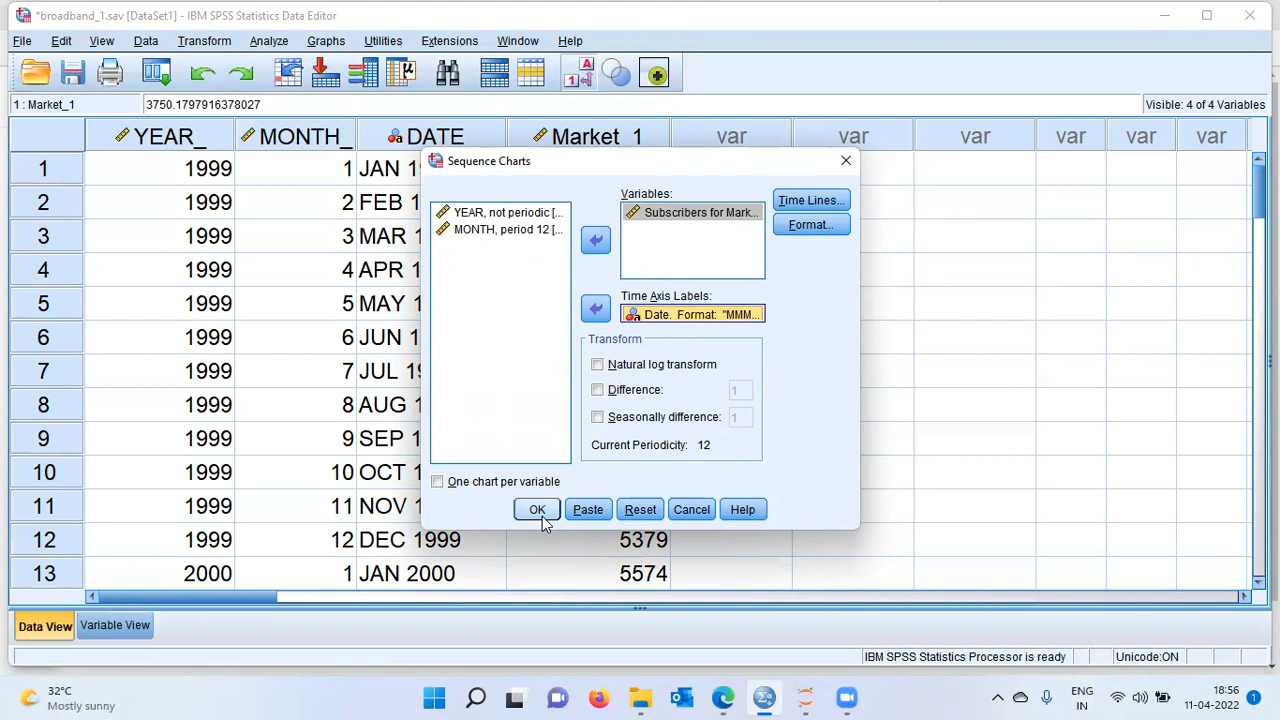 *broadband_1.sav [DataSet1] - IBM SPSS Statistics Data Editor
File Edit View Data Transform Analyze Graphs Utilities Extensions Window Help
1 : Market_1 3750.1797916378027 Visible: 4 of 4 Variables
YEAR_ MONTH_ DATE_ Market_1 var var var var var var
1 1999 1 JAN 19
2 1999 2 FEB
3 1999 3 MAR
4 1999 4 APR 1
5 1999 5 MAY
6 1999 6 JUN 1
7 1999 7 JUL 19
8 1999 8 AUG
9 1999 9 SEP 1
10 1999 10 OCT
11 1999 11 NOV
12 1999 12 DEC 1999 5379
13 2000 1 JAN 2000 5574
Sequence Charts
Variables:
YEAR, not periodic [...
MONTH, period 12 [...
Subscribers for Mark...
Time Lines...
Format...
Time Axis Labels:
Date. Format: "MMM...
Transform
Natural log transform
Difference: 1
Seasonally difference: 1
Current Periodicity: 12
One chart per variable
OK Paste Reset Cancel Help
Data View Variable View
IBM SPSS Statistics Processor is ready Unicode:ON
32°C
Mostly sunny
ENG
IN
18:56
11-04-2022
1